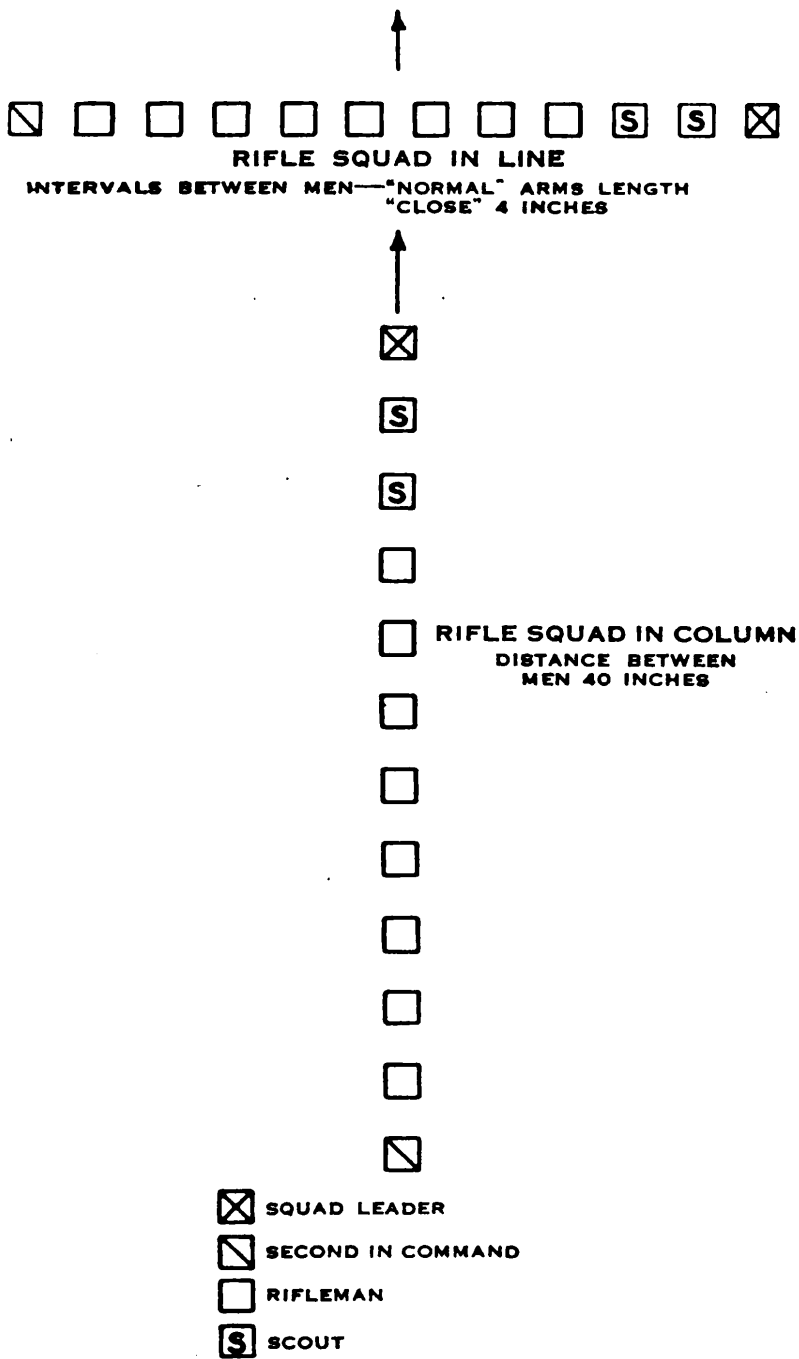 S S
RIFLE SQUAD IN LINE
INTERVALS BETWEEN MEN—"NORMAL" ARMS LENGTH
"CLOSE" 4 INCHES
S
S
RIFLE SQUAD IN COLUMN
DISTANCE BETWEEN
MEN 40 INCHES
SQUAD LEADER
SECOND IN COMMAND
RIFLEMAN
S SCOUT